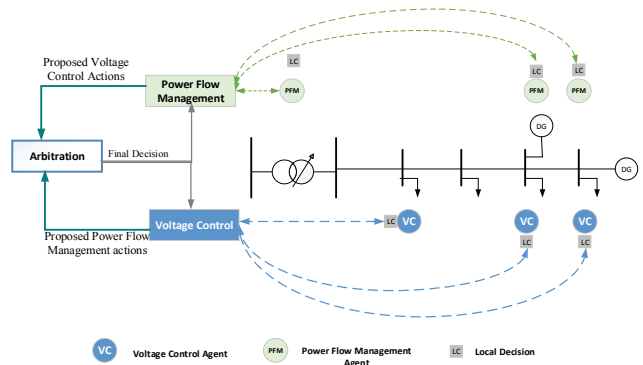 Proposed Voltage
Control Actions
Power Flow
Management
LC
PFM
LC
LC
PFM
PFM
Arbitration
Final Decision
DG
DG
Proposed Power Flow
Management actions
Voltage Control
LC
VC
VC
VC
LC
LC
VC
Voltage Control Agent
PFM
Power Flow Management
Agent
LC
Local Decision